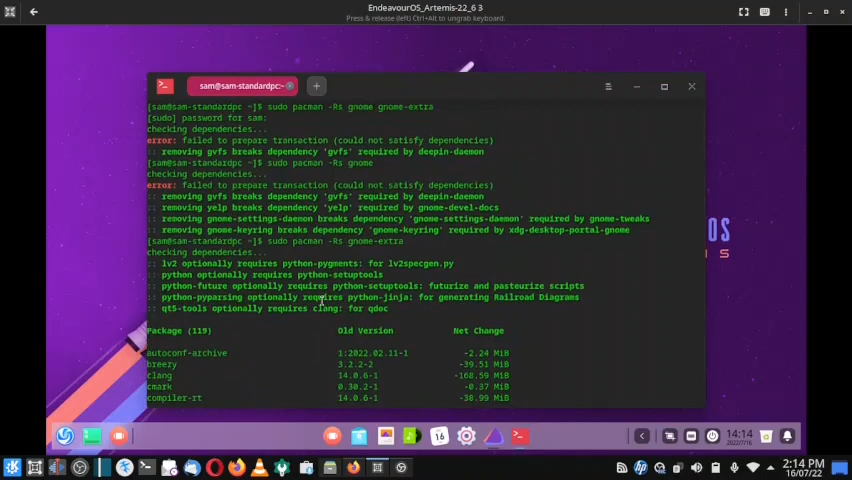 EndeavourOS_Artemis-22_6 3
Press & release (left) Ctrl+Alt to ungrab keyboard.
sam@sam-standardpc:~
[sam@sam-standardpc ~]$ sudo pacman -Rs gnome gnome-extra
[sudo] password for sam:
checking dependencies...
error: failed to prepare transaction (could not satisfy dependencies)
:: removing gvfs breaks dependency 'gvfs' required by deepin-daemon
[sam@sam-standardpc ~]$ sudo pacman -Rs gnome
checking dependencies...
error: failed to prepare transaction (could not satisfy dependencies)
:: removing gvfs breaks dependency 'gvfs' required by deepin-daemon
:: removing yelp breaks dependency 'yelp' required by gnome-devel-docs
:: removing gnome-settings-daemon breaks dependency 'gnome-settings-daemon' required by gnome-tweaks
:: removing gnome-keyring breaks dependency 'gnome-keyring' required by xdg-desktop-portal-gnome
[sam@sam-standardpc ~]$ sudo pacman -Rs gnome-extra
checking dependencies...
:: lv2 optionally requires python-pygments: for lv2specgen.py
:: python optionally requires python-setuptools
:: python-future optionally requires python-setuptools: futurize and pasteurize scripts
:: python-pyparsing optionally requires python-jinja: for generating Railroad Diagrams
:: qt5-tools optionally requires clang: for qdoc
Package (119) Old Version Net Change
autoconf-archive 1:2022.02.11-1 -2.24 MiB
breezy 3.2.2-2 -39.51 MiB
clang 14.0.6-1 -168.59 MiB
cmark 0.30.2-1 -0.37 MiB
compiler-rt 14.0.6-1 -38.99 MiB
OS
S
16
14:14
2022/7/16
2:14 PM
16/07/22